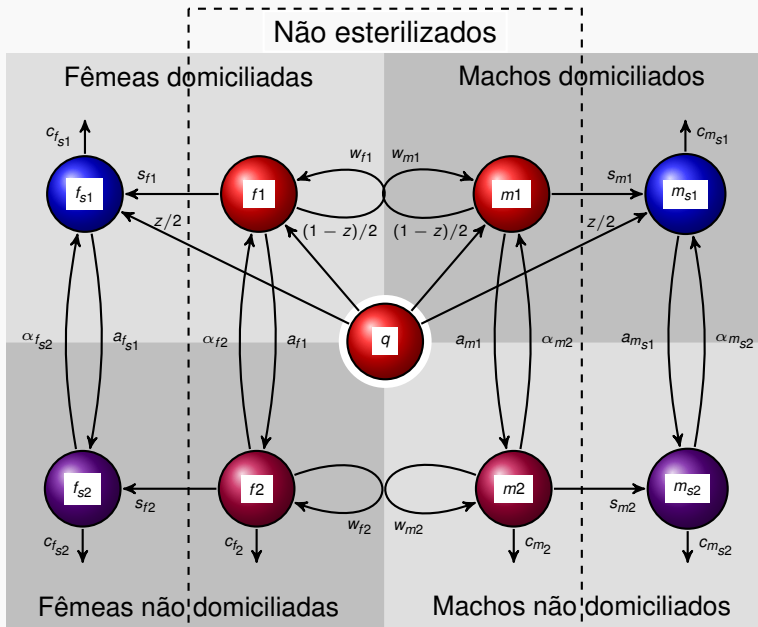 Não esterilizados
Fêmeas domiciliadas
Machos domiciliados
c_{f_{s1}}
c_{m_{s1}}
w_{f1}
w_{m1}
s_{f1}
s_{m1}
f_{s1}
f1
m1
m_{s1}
z/2
(1 − z)/2
(1 − z)/2
z/2
q
α_{f_{s2}}
a_{f_{s1}}
α_{f2}
a_{f1}
a_{m1}
α_{m2}
a_{m_{s1}}
α_{m_{s2}}
f_{s2}
f2
m2
m_{s2}
s_{f2}
w_{f2}
w_{m2}
s_{m2}
c_{f_{s2}}
c_{f_2}
c_{m_2}
c_{m_{s2}}
Fêmeas não domiciliadas
Machos não domiciliados